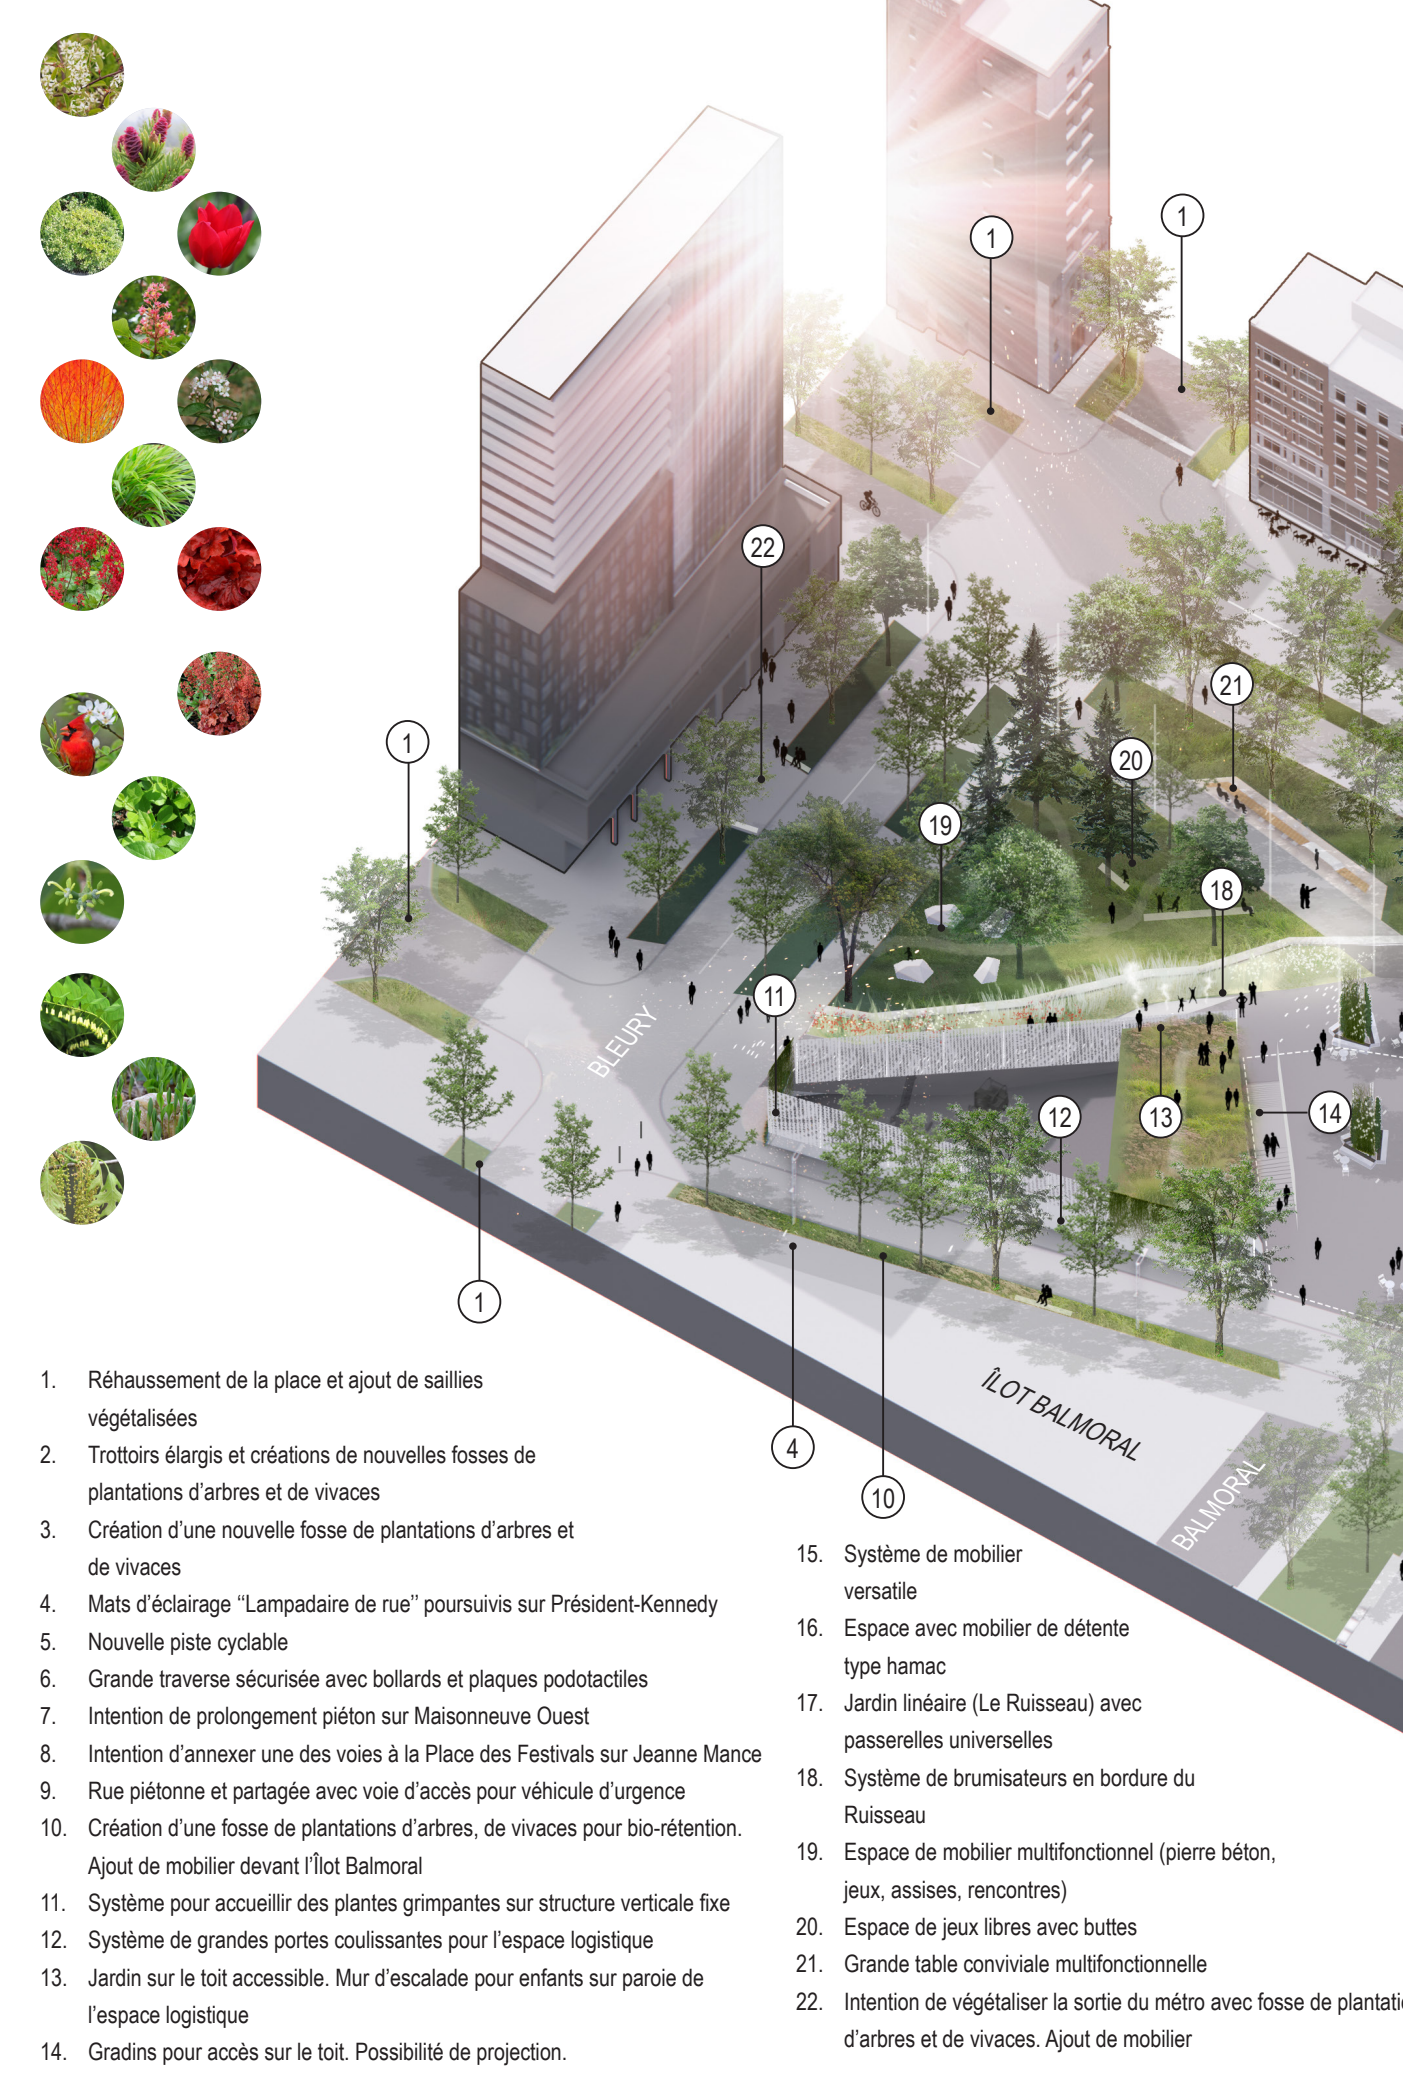 1
1
22
21
1
20
19
18
11
BLEURY
12
13
14
1
ÎLOT BALMORAL
4
BALMORAL
10
1. Réhaussement de la place et ajout de saillies
végétalisées
2. Trottoirs élargis et créations de nouvelles fosses de
plantations d’arbres et de vivaces
3. Création d’une nouvelle fosse de plantations d’arbres et
de vivaces
4. Mats d’éclairage “Lampadaire de rue’’ poursuivis sur Président-Kennedy
5. Nouvelle piste cyclable
6. Grande traverse sécurisée avec bollards et plaques podotactiles
7. Intention de prolongement piéton sur Maisonneuve Ouest
8. Intention d’annexer une des voies à la Place des Festivals sur Jeanne Mance
9. Rue piétonne et partagée avec voie d’accès pour véhicule d’urgence
10. Création d’une fosse de plantations d’arbres, de vivaces pour bio-rétention.
Ajout de mobilier devant l’Îlot Balmoral
11. Système pour accueillir des plantes grimpantes sur structure verticale fixe
12. Système de grandes portes coulissantes pour l’espace logistique
13. Jardin sur le toit accessible. Mur d’escalade pour enfants sur paroie de
l’espace logistique
14. Gradins pour accès sur le toit. Possibilité de projection.
15. Système de mobilier
versatile
16. Espace avec mobilier de détente
type hamac
17. Jardin linéaire (Le Ruisseau) avec
passerelles universelles
18. Système de brumisateurs en bordure du
Ruisseau
19. Espace de mobilier multifonctionnel (pierre béton,
jeux, assises, rencontres)
20. Espace de jeux libres avec buttes
21. Grande table conviviale multifonctionnelle
22. Intention de végétaliser la sortie du métro avec fosse de
d’arbres et de vivaces. Ajout de mobilier